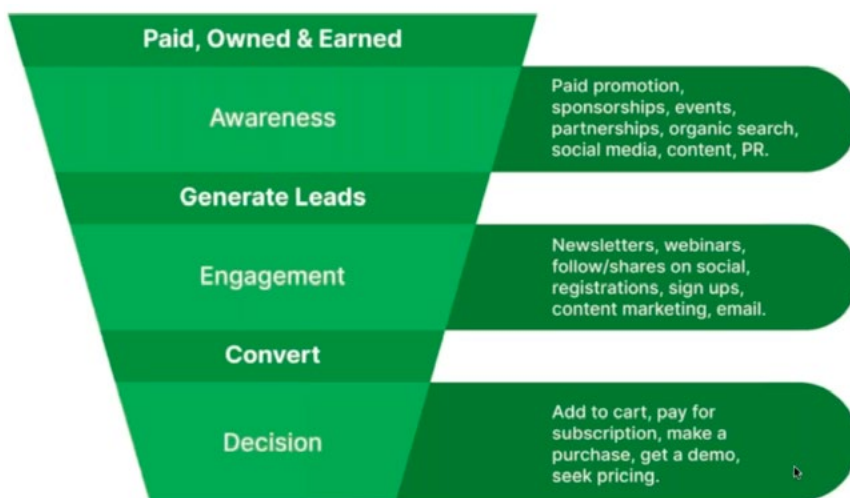 Paid, Owned & Earned
Awareness
Paid promotion,
sponsorships, events,
partnerships, organic search,
social media, content, PR.
Generate Leads
Engagement
Newsletters, webinars,
follow/shares on social,
registrations, sign ups,
content marketing, email.
Convert
Decision
Add to cart, pay for
subscription, make a
purchase, get a demo,
seek pricing.